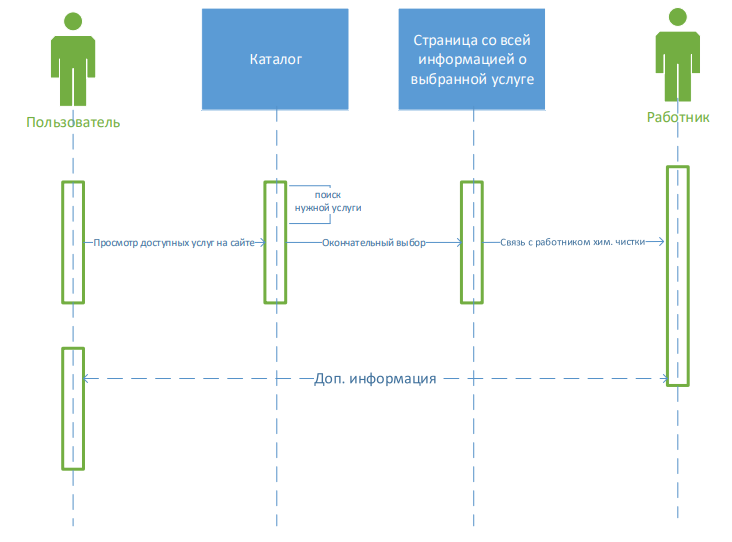 Пользователь
Каталог
Страница со всей
информацией о
выбранной услуге
Работник
поиск
нужной услуги
Просмотр доступных услуг на сайте
Окончательный выбор
Связь с работником хим. чистки
Доп. информация